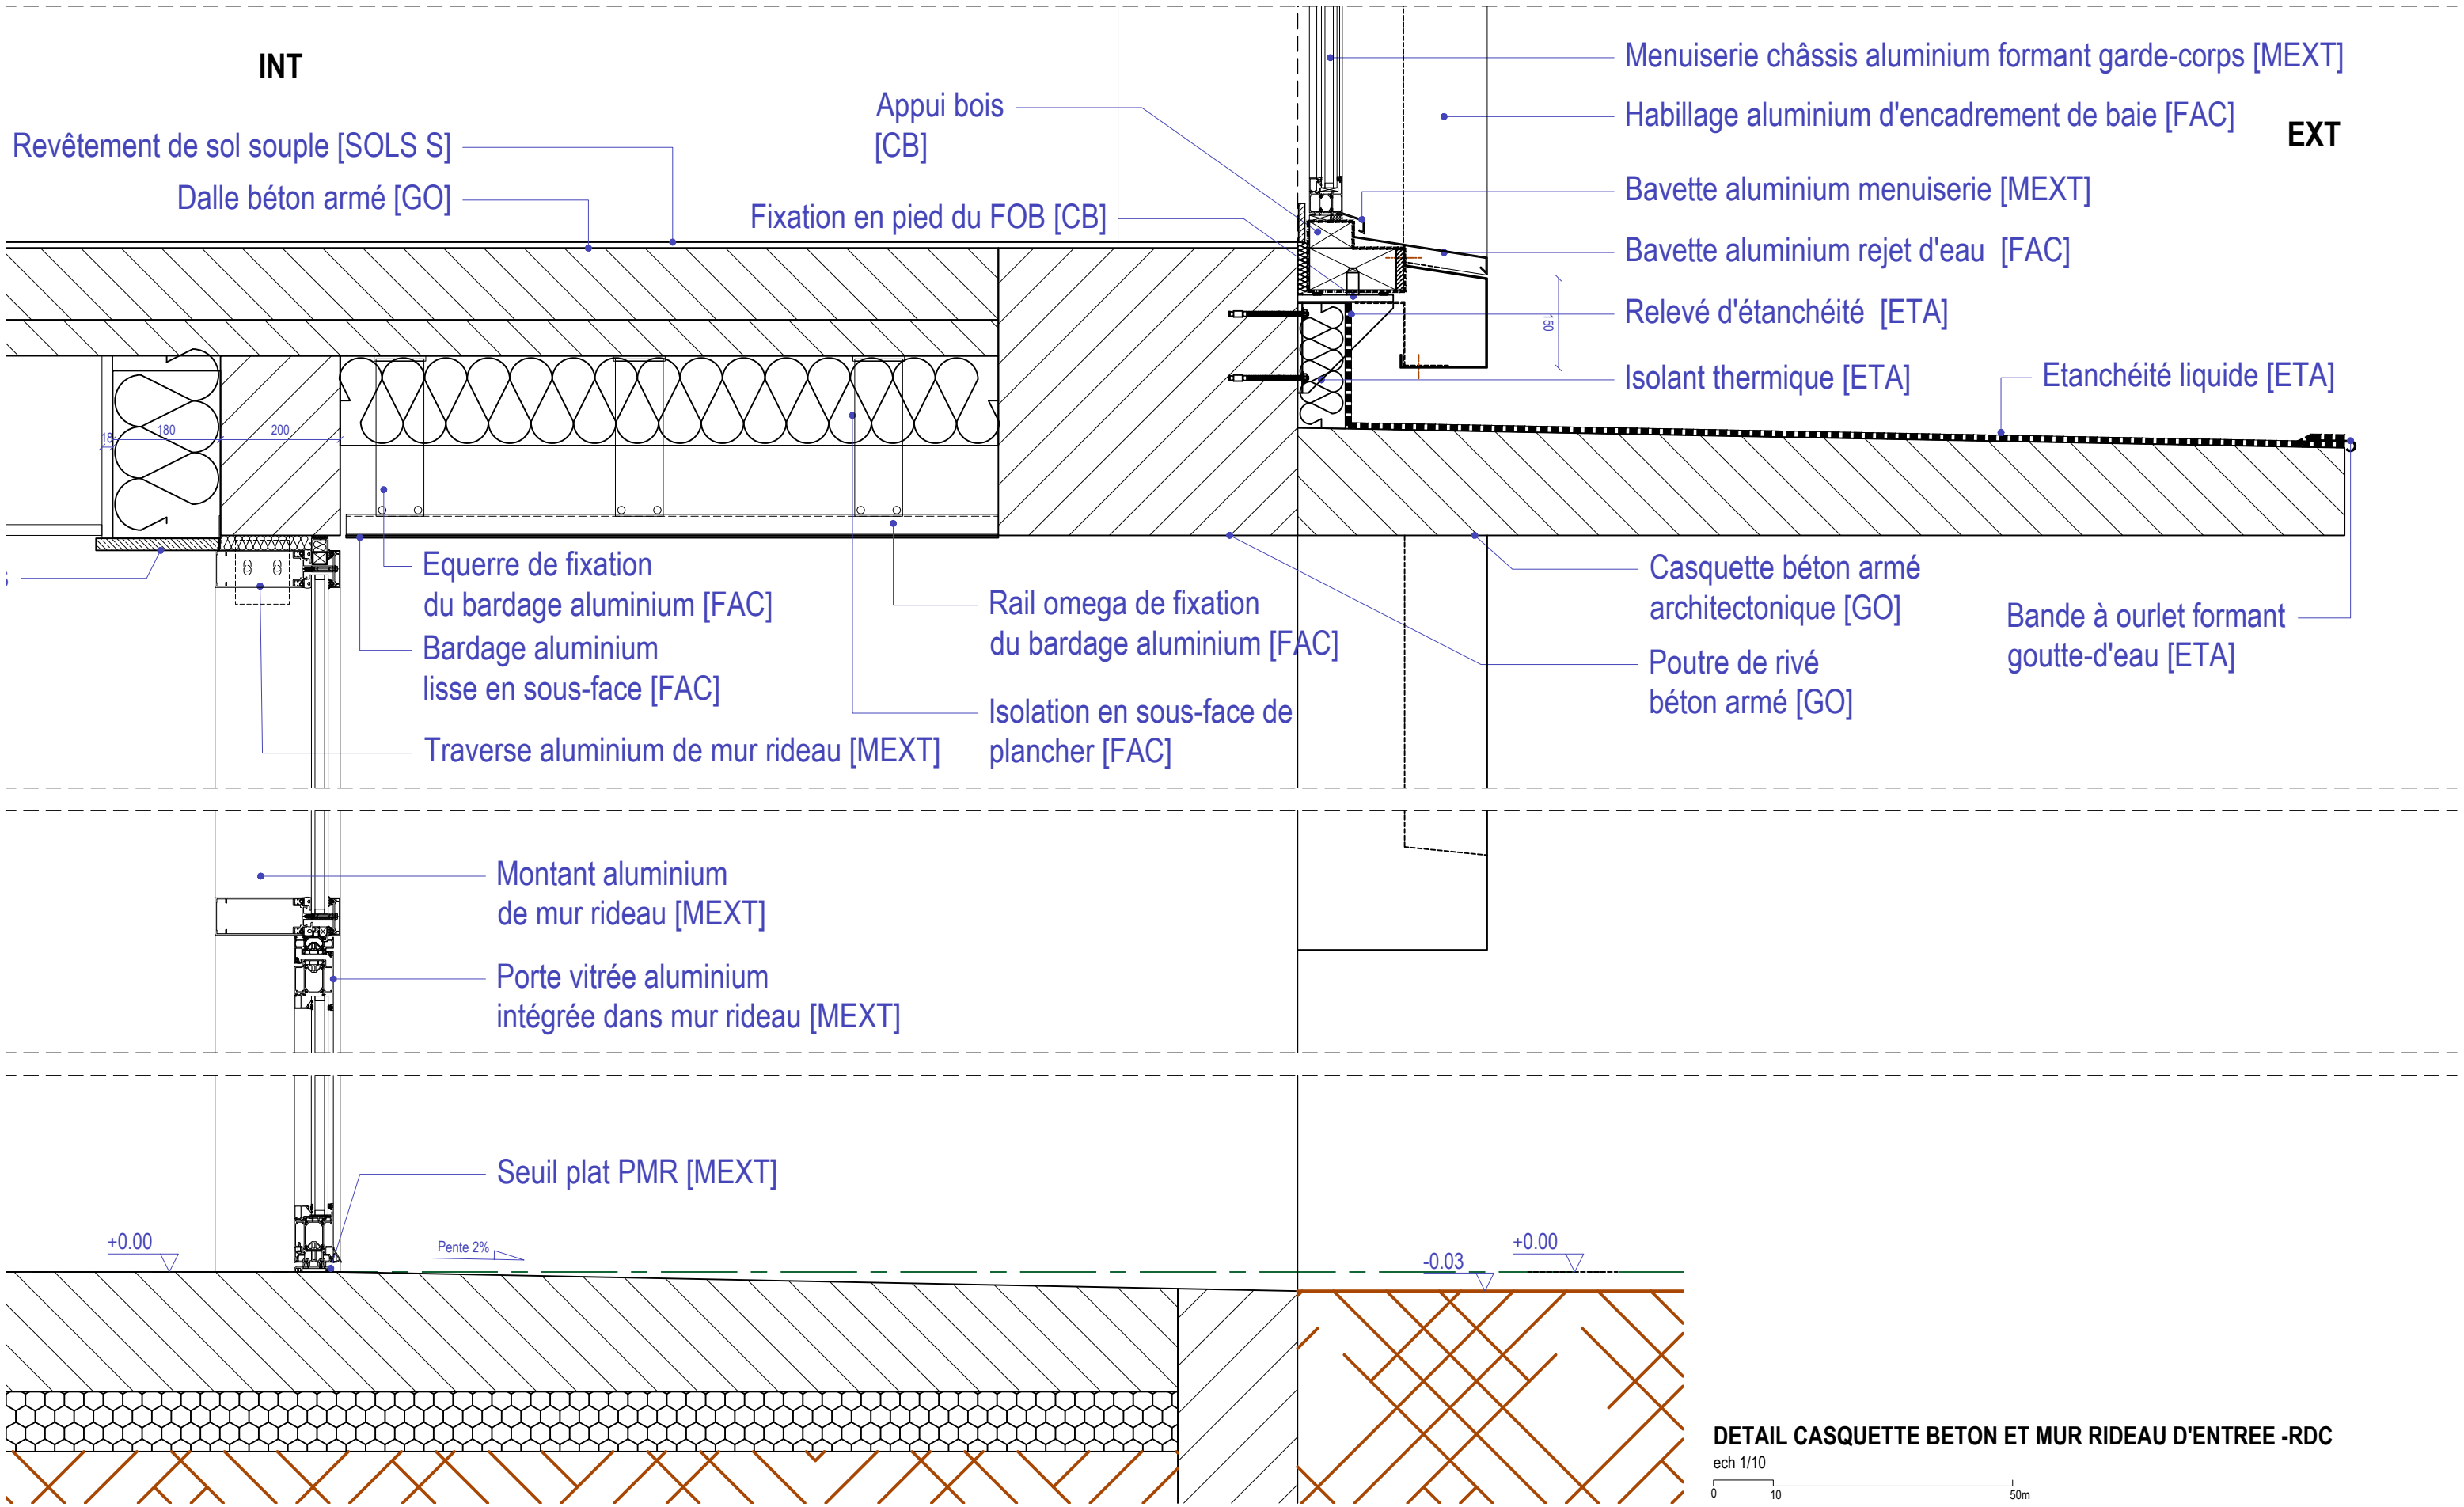 INT
Revêtement de sol souple [SOLS S]
Dalle béton armé [GO]
Appui bois
[CB]
Fixation en pied du FOB [CB]
Menuiserie châssis aluminium formant garde-corps [MEXT]
Habillage aluminium d'encadrement de baie [FAC]
EXT
Bavette aluminium menuiserie [MEXT]
Bavette aluminium rejet d'eau [FAC]
150
Relevé d'étanchéité [ETA]
Isolant thermique [ETA]
Etanchéité liquide [ETA]
18
180
200
Equerre de fixation
du bardage aluminium [FAC]
Bardage aluminium
lisse en sous-face [FAC]
Traverse aluminium de mur rideau [MEXT]
Rail omega de fixation
du bardage aluminium [FAC]
Isolation en sous-face de
plancher [FAC]
Casquette béton armé
architectonique [GO]
Poutre de rivé
béton armé [GO]
Bande à ourlet formant
goutte-d'eau [ETA]
Montant aluminium
de mur rideau [MEXT]
Porte vitrée aluminium
intégrée dans mur rideau [MEXT]
Seuil plat PMR [MEXT]
+0.00
Pente 2%
-0.03
+0.00
DETAIL CASQUETTE BETON ET MUR RIDEAU D'ENTREE -RDC
ech 1/10
0 10 50m